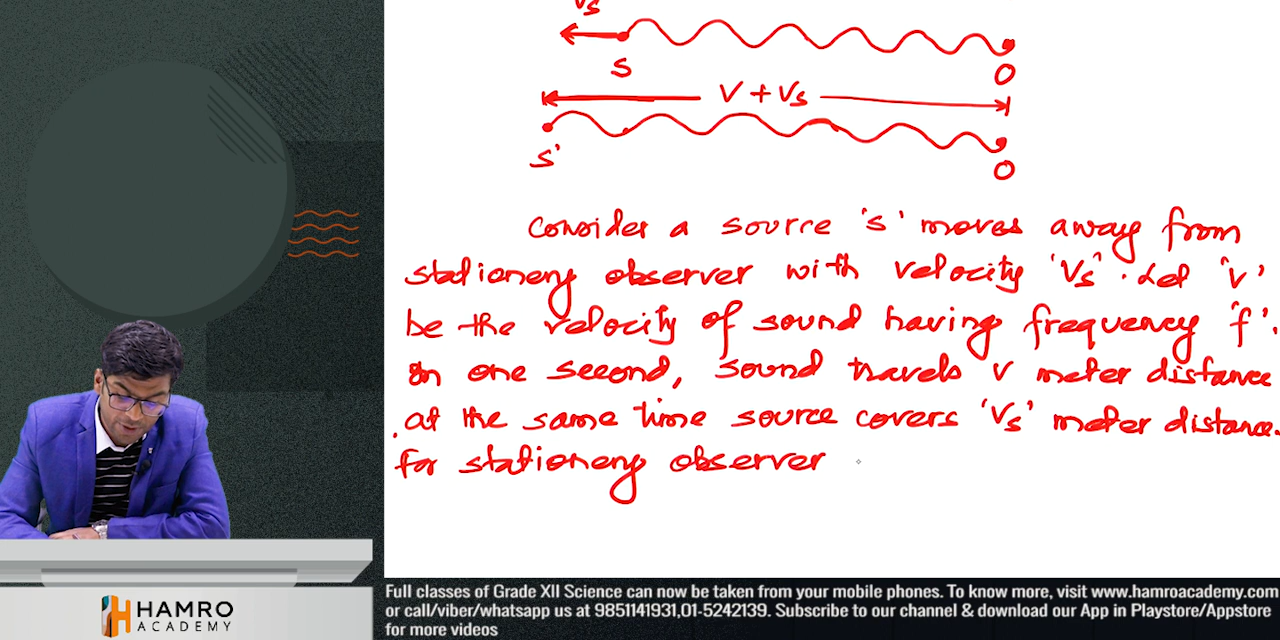 Vs
S
O
V + Vs
S'
O
Consider a source 's' moves away from
stationery observer with velocity 'Vs'. Let 'v'
be the velocity of sound having frequency 'f'.
In one second, sound travels v meter distance
. at the same time source covers 'Vs' meter distance.
for stationery observer
HAMRO
ACADEMY
Full classes of Grade XII Science can now be taken from your mobile phones. To know more, visit www.hamroacademy.com
or call/viber/whatsapp us at 9851141931,01-5242139. Subscribe to our channel & download our App in Playstore/Appstore
for more videos